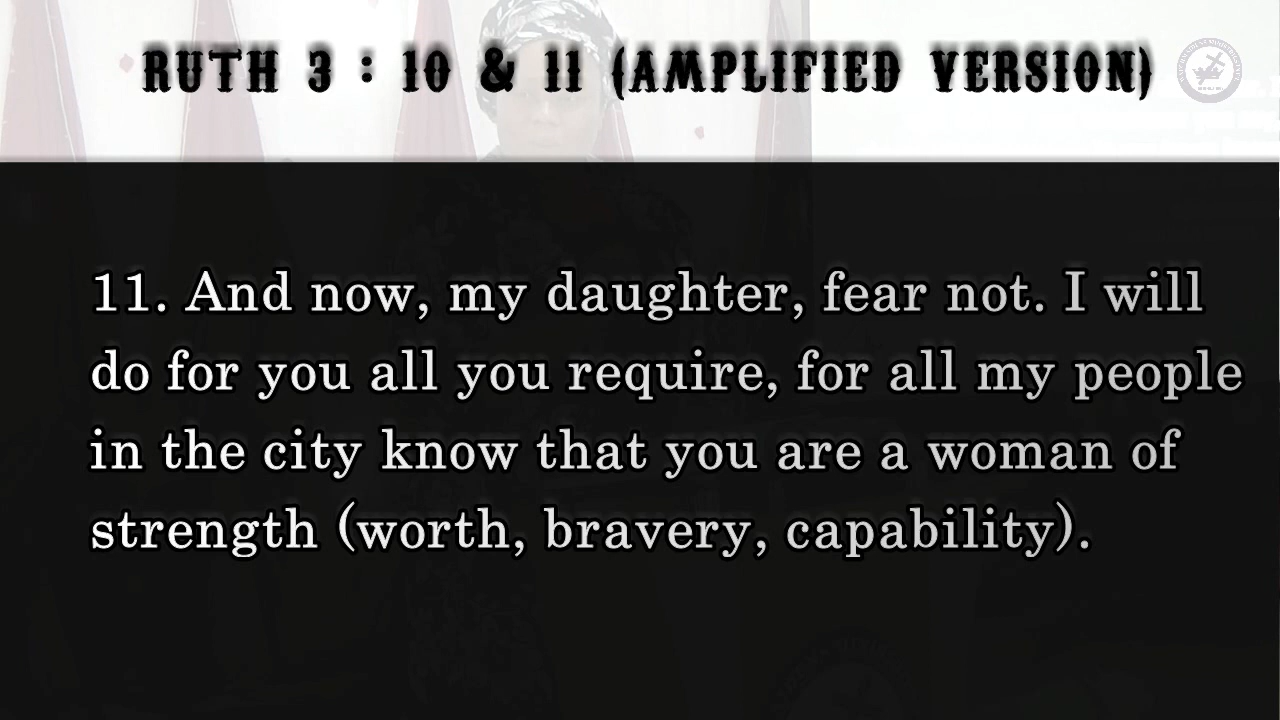 RUTH 3 : 10 & 11 (AMPLIFIED VERSION)
11. And now, my daughter, fear not. I will
do for you all you require, for all my people
in the city know that you are a woman of
strength (worth, bravery, capability).